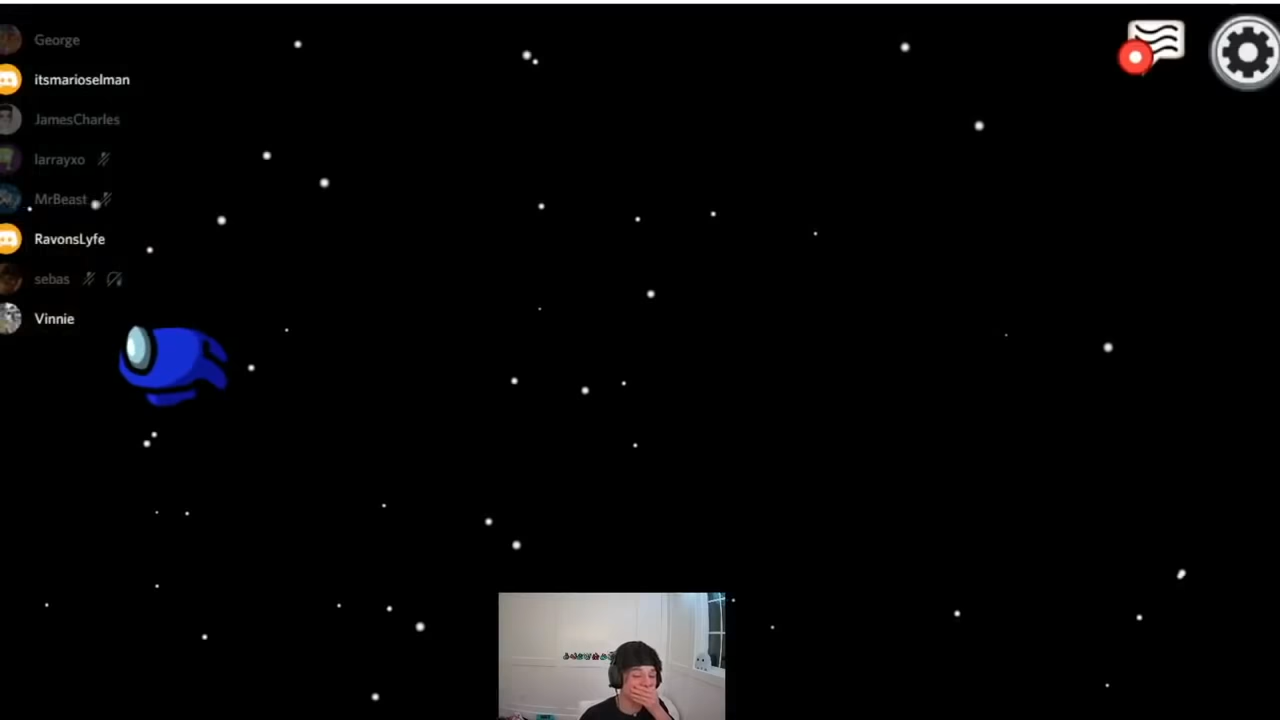 George
itsmarioselman
JamesCharles
larrayxo
MrBeast
RavonsLyfe
sebas
Vinnie